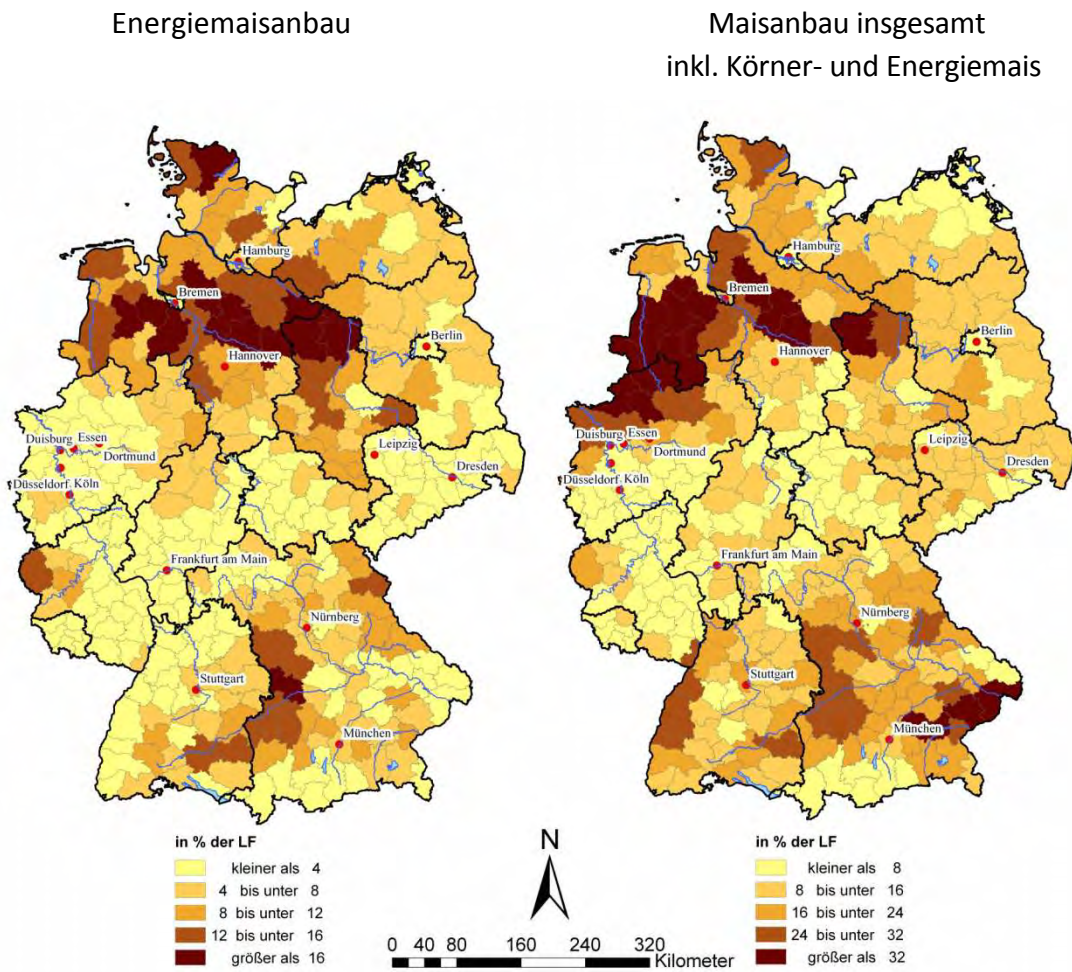 Energiemaisanbau
Maisanbau insgesamt
inkl. Körner- und Energiemais
Hamburg
Bremen
Berlin
Hannover
Duisburg
Essen
Dortmund
Leipzig
Düsseldorf
Köln
Dresden
Frankfurt am Main
Nürnberg
Stuttgart
München
Hamburg
Bremen
Berlin
Hannover
Duisburg
Essen
Dortmund
Leipzig
Düsseldorf
Köln
Dresden
Frankfurt am Main
Nürnberg
Stuttgart
München
in % der LF
kleiner als 4
4 bis unter 8
8 bis unter 12
12 bis unter 16
größer als 16
N
0 40 80 160 240 320
Kilometer
in % der LF
kleiner als 8
8 bis unter 16
16 bis unter 24
24 bis unter 32
größer als 32